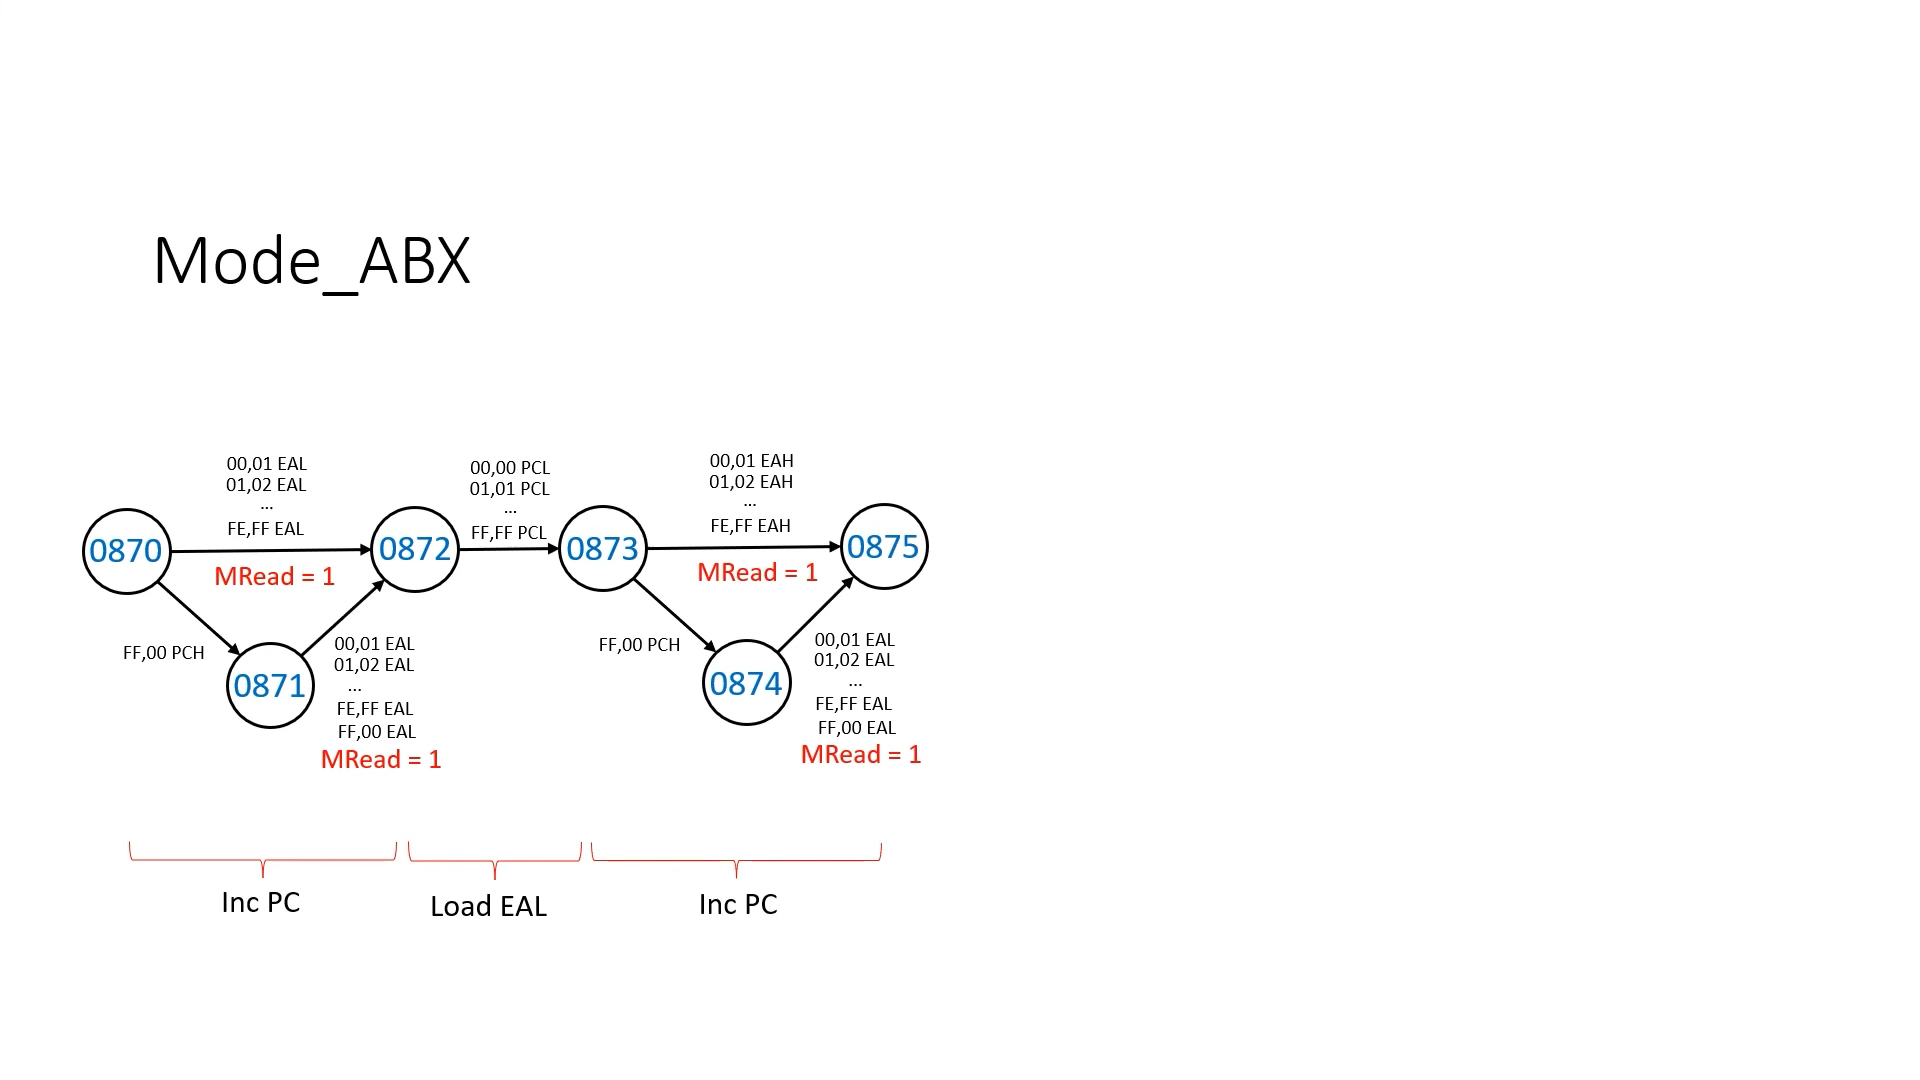 Mode_ABX
00,01 EAL
01,02 EAL
...
FE,FF EAL
MRead = 1
00,00 PCL
01,01 PCL
...
FF,FF PCL
00,01 EAH
01,02 EAH
...
FE,FF EAH
MRead = 1
0870
0872
0873
0875
FF,00 PCH
0871
00,01 EAL
01,02 EAL
...
FE,FF EAL
FF,00 EAL
MRead = 1
FF,00 PCH
0874
00,01 EAL
01,02 EAL
...
FE,FF EAL
FF,00 EAL
MRead = 1
Inc PC
Load EAL
Inc PC